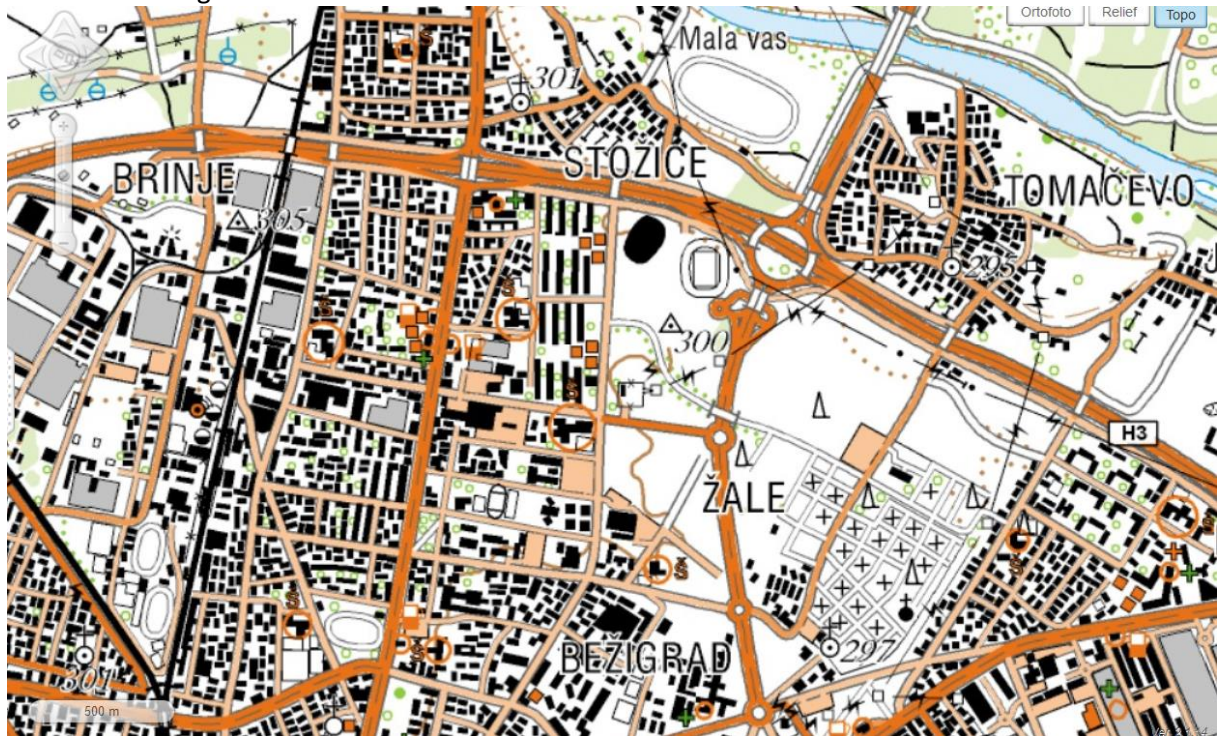 Ortofoto Relief Topo
Mala vas
301
STOŽICE
BRINJE
TOMAČEVO
305
295
300
H3
ŽALE
BEŽIGRAD
297
301
500 m